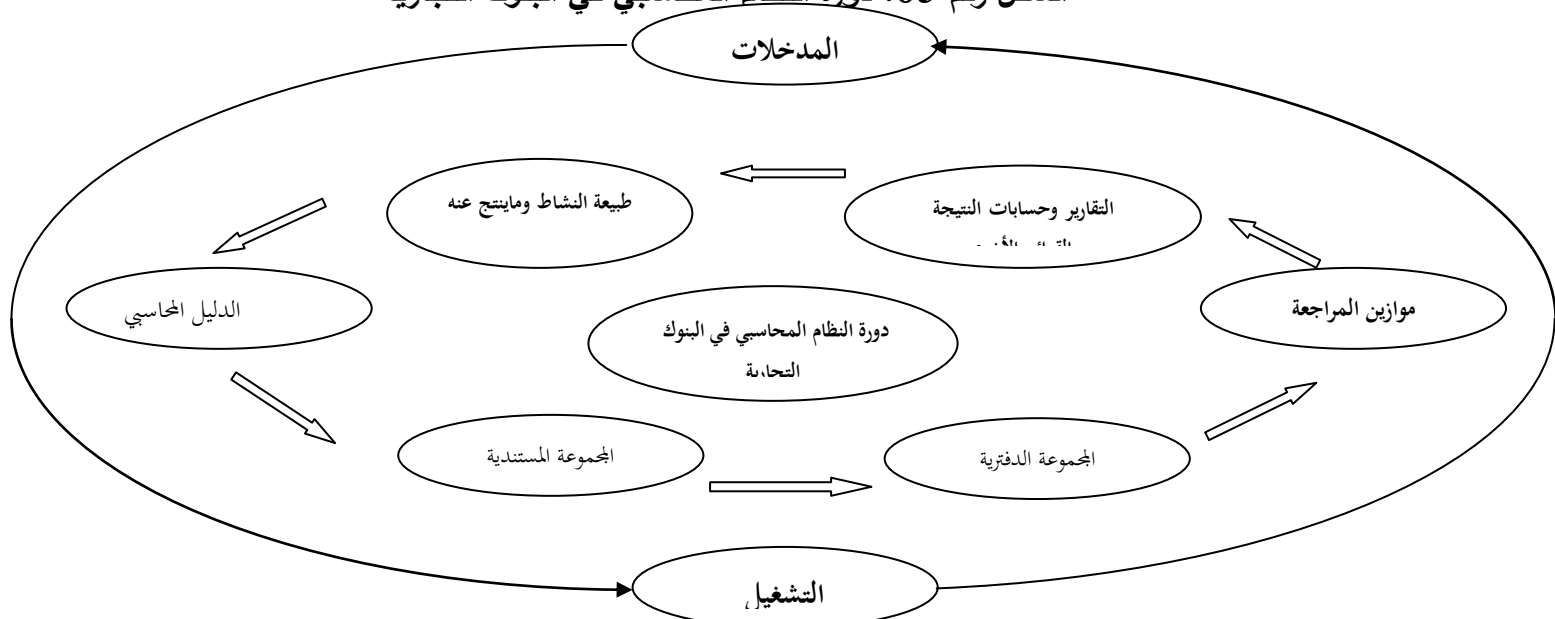 المدخلات
طبيعة النشاط وماينتج عنه
التقارير وحسابات النتيجة
الدليل المحاسبي
دورة النظام المحاسبي في البنوك
التجارية
موازين المراجعة
المجموعة المستندية
المجموعة الدفترية
التشغيل